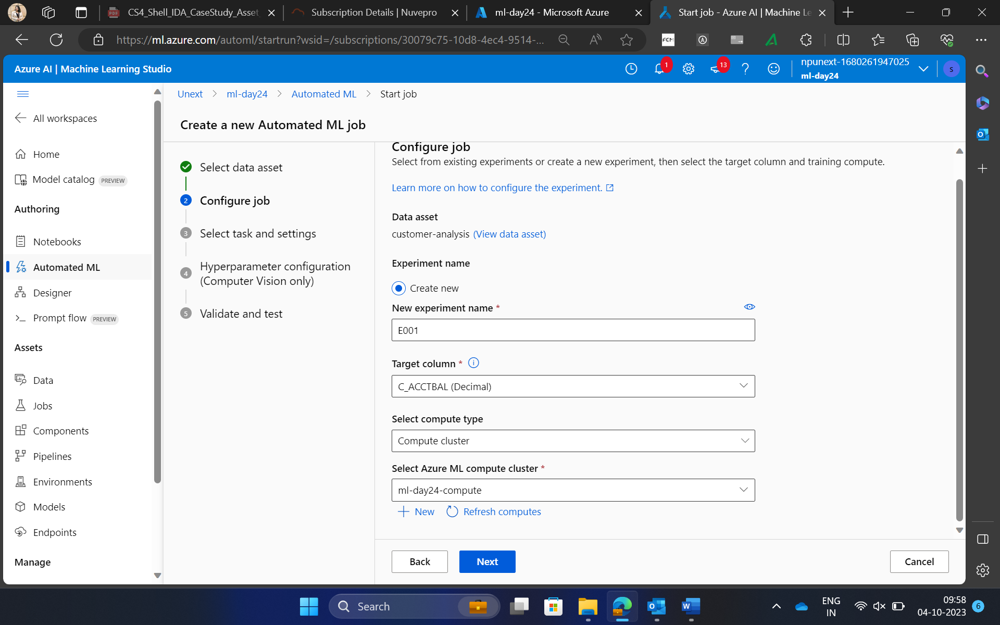 CS4_Shell_IDA_CaseStudy_Asset
Subscription Details | Nuvepro
ml-day24 - Microsoft Azure
Start job - Azure AI | Machine Le
https://ml.azure.com/automl/startrun?wsid=/subscriptions/30079c75-10d8-4ec4-9514-...
Azure AI | Machine Learning Studio
1
13
npunext-1680261947025
ml-day24
s
All workspaces
Home
Model catalog PREVIEW
Authoring
Notebooks
Automated ML
Designer
Prompt flow PREVIEW
Assets
Data
Jobs
Components
Pipelines
Environments
Models
Endpoints
Manage
Unext > ml-day24 > Automated ML > Start job
Create a new Automated ML job
Select data asset
2 Configure job
3 Select task and settings
4 Hyperparameter configuration
(Computer Vision only)
5 Validate and test
Configure job
Select from existing experiments or create a new experiment, then select the target column and training compute.
Learn more on how to configure the experiment.
Data asset
customer-analysis (View data asset)
Experiment name
Create new
New experiment name *
E001
Target column *
C_ACCTBAL (Decimal)
Select compute type
Compute cluster
Select Azure ML compute cluster *
ml-day24-compute
New Refresh computes
Back Next Cancel
Search
ENG
IN
09:58
04-10-2023
6